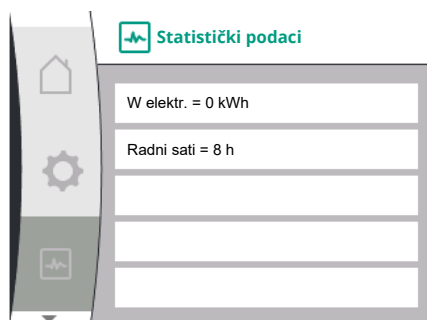 Statistički podaci
W elektr. = 0 kWh
Radni sati = 8 h